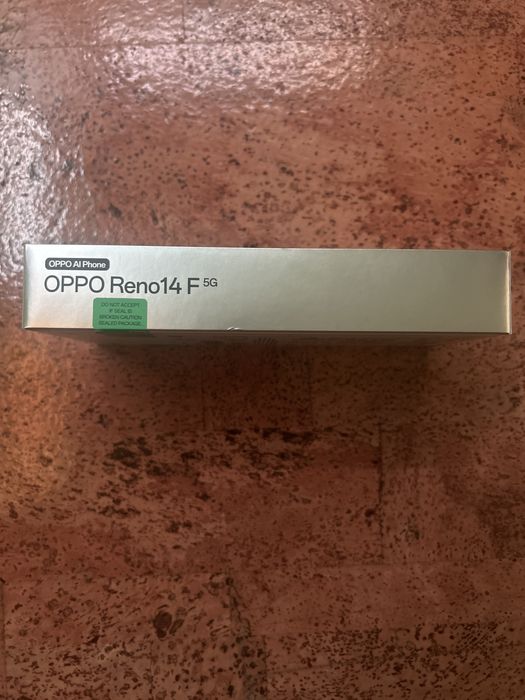 OPPO AI Phone
OPPO Reno14 F 5G
DO NOT ACCEPT
IF SEAL IS
BROKEN CAUTION
SEALED PACKAGE.